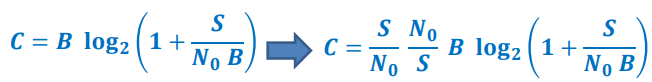 C = B log₂ (1 + S / N₀ B) ➡ C = S / N₀ N₀ / S B log₂ (1 + S / N₀ B)